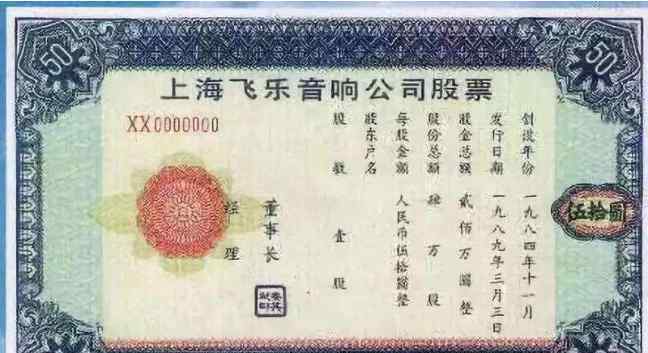 50
50
上海飞乐音响公司股票
XX0000000
创设年份 一九八四年十一月
发行日期 一九八九年三月三日
股金总额 贰佰万圆整
股份总额 肆万股
每股金额 人民币伍拾圆整
股东户名
股数 壹股
董事长
经理
伍拾圆